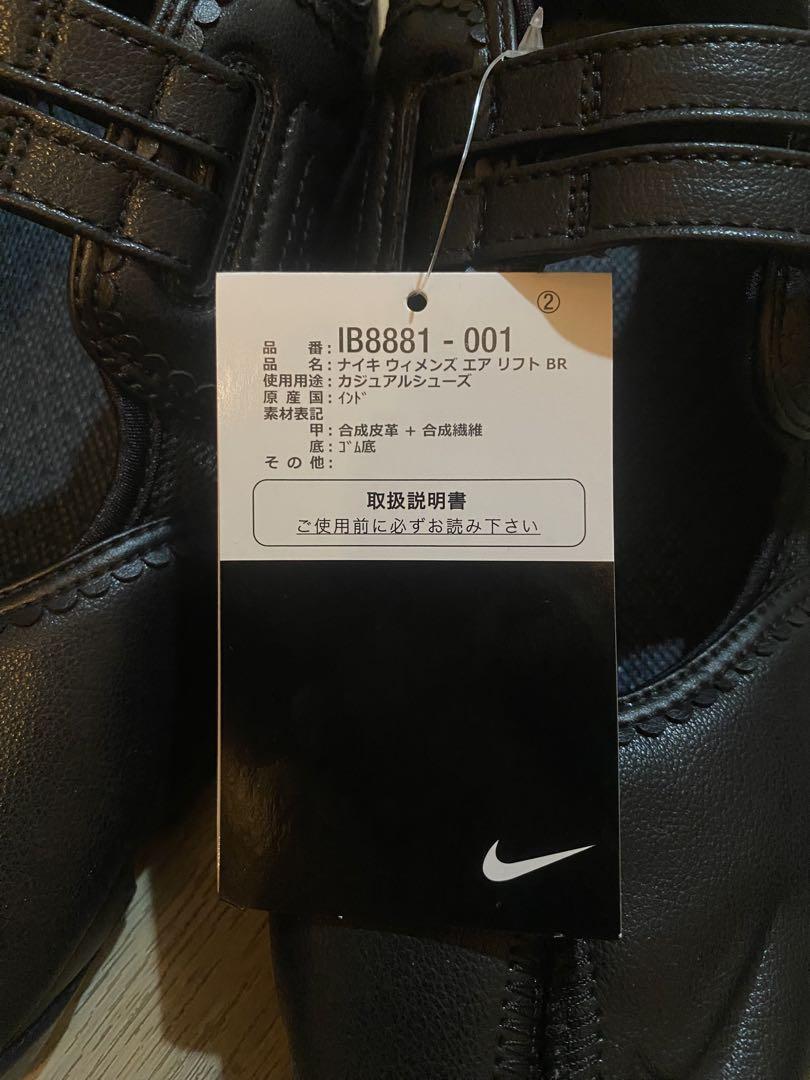 ②
品番：IB8881 - 001
品名：ナイキ ウィメンズ エア リフト BR
使用用途：カジュアルシューズ
原産国：ｲﾝﾄﾞ
素材表記
甲：合成皮革 + 合成繊維
底：ｺﾞﾑ底
その他：
取扱説明書
ご使用前に必ずお読み下さい